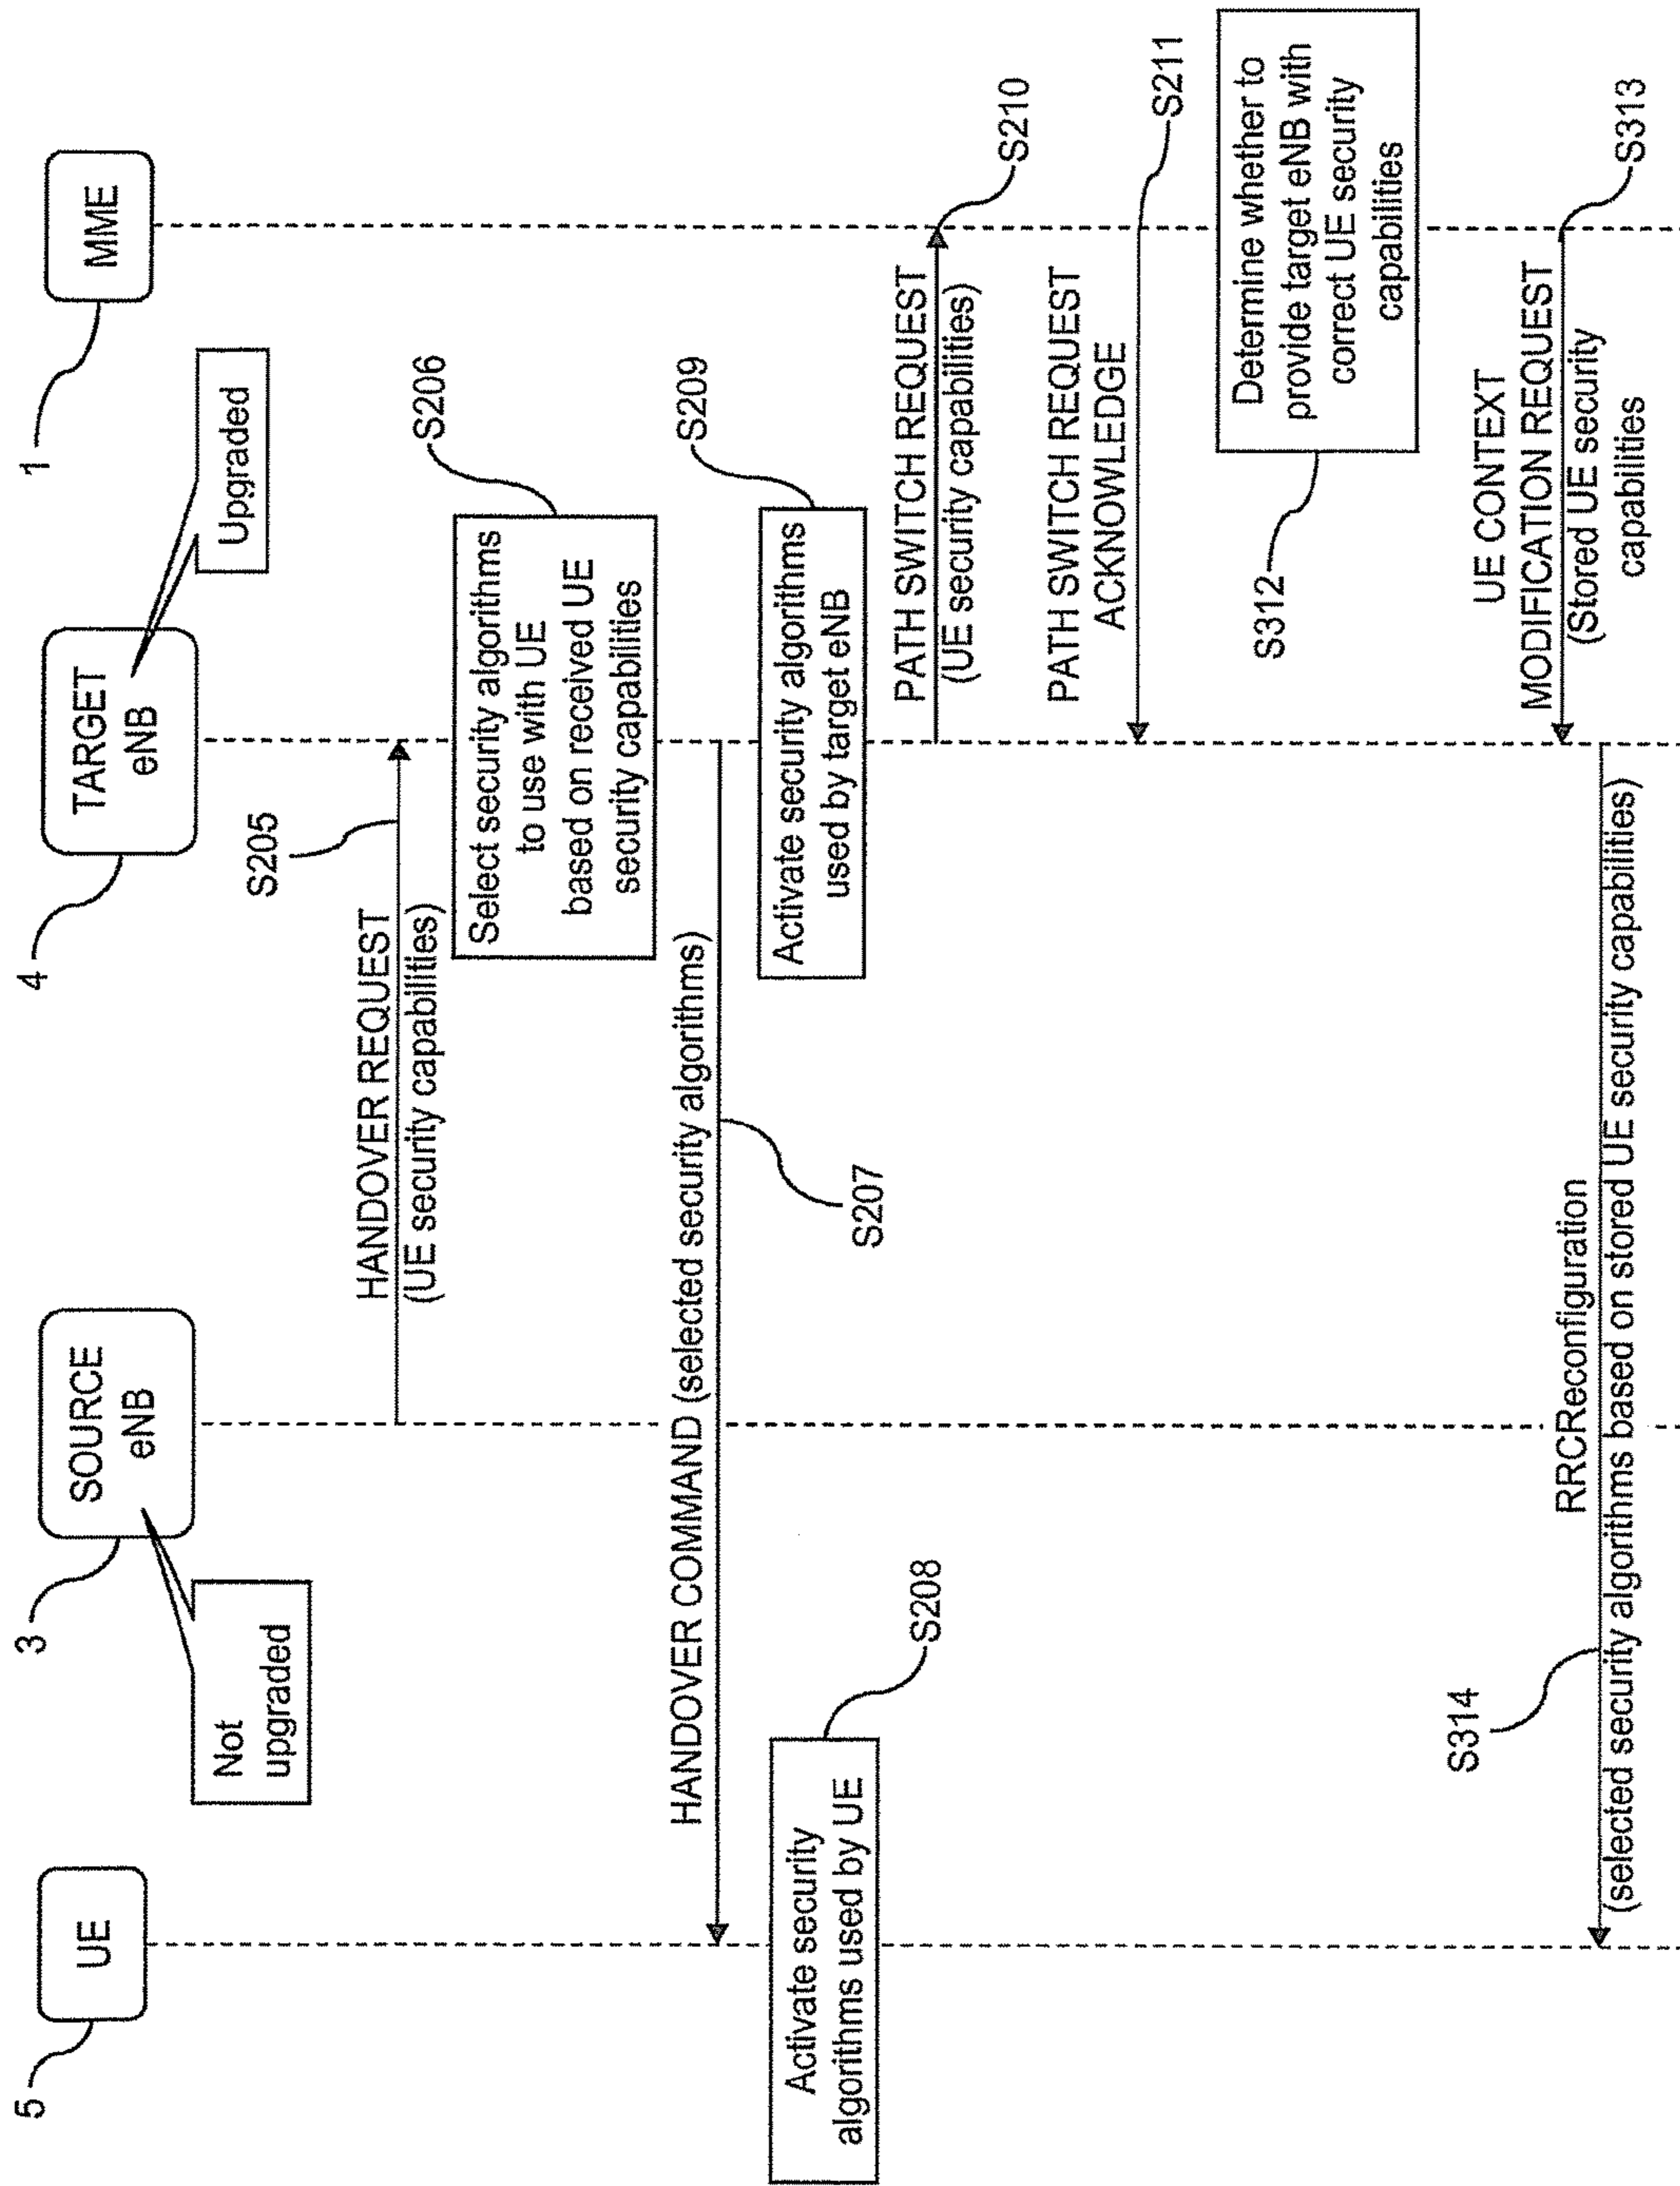 5
UE
3
SOURCE
eNB
Not
upgraded
4
TARGET
eNB
Upgraded
1
MME
HANDOVER REQUEST
(UE security capabilities)
S205
Select security algorithms
to use with UE
based on received UE
security capabilities
S206
HANDOVER COMMAND (selected security algorithms)
S207
Activate security
algorithms used by UE
S208
Activate security algorithms
used by target eNB
S209
PATH SWITCH REQUEST
(UE security capabilities)
S210
PATH SWITCH REQUEST
ACKNOWLEDGE
S211
S312
Determine whether to
provide target eNB with
correct UE security
capabilities
UE CONTEXT
MODIFICATION REQUEST
(Stored UE security
capabilities
S313
S314
RRCReconfiguration
(selected security algorithms based on stored UE security capabilities)